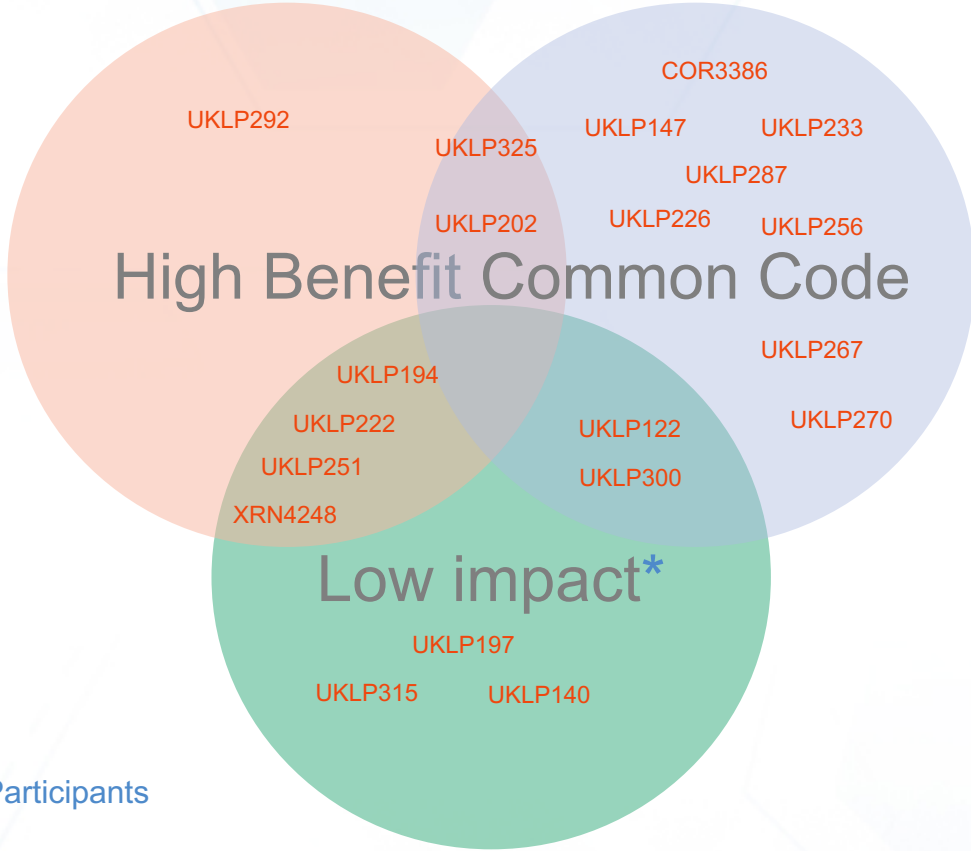 COR3386
UKLP292
UKLP147 UKLP233
UKLP325
UKLP287
UKLP202 UKLP226 UKLP256
High Benefit Common Code
UKLP267
UKLP194
UKLP222 UKLP122 UKLP270
UKLP251
UKLP300
XRN4248
Low impact*
UKLP197
UKLP315 UKLP140
Participants